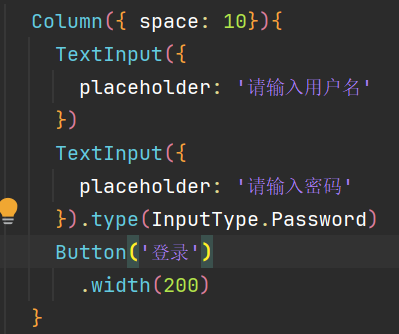 Column({ space: 10}){
TextInput({
placeholder: '请输入用户名'
})
TextInput({
placeholder: '请输入密码'
}).type(InputType.Password)
Button('登录')
.width(200)
}